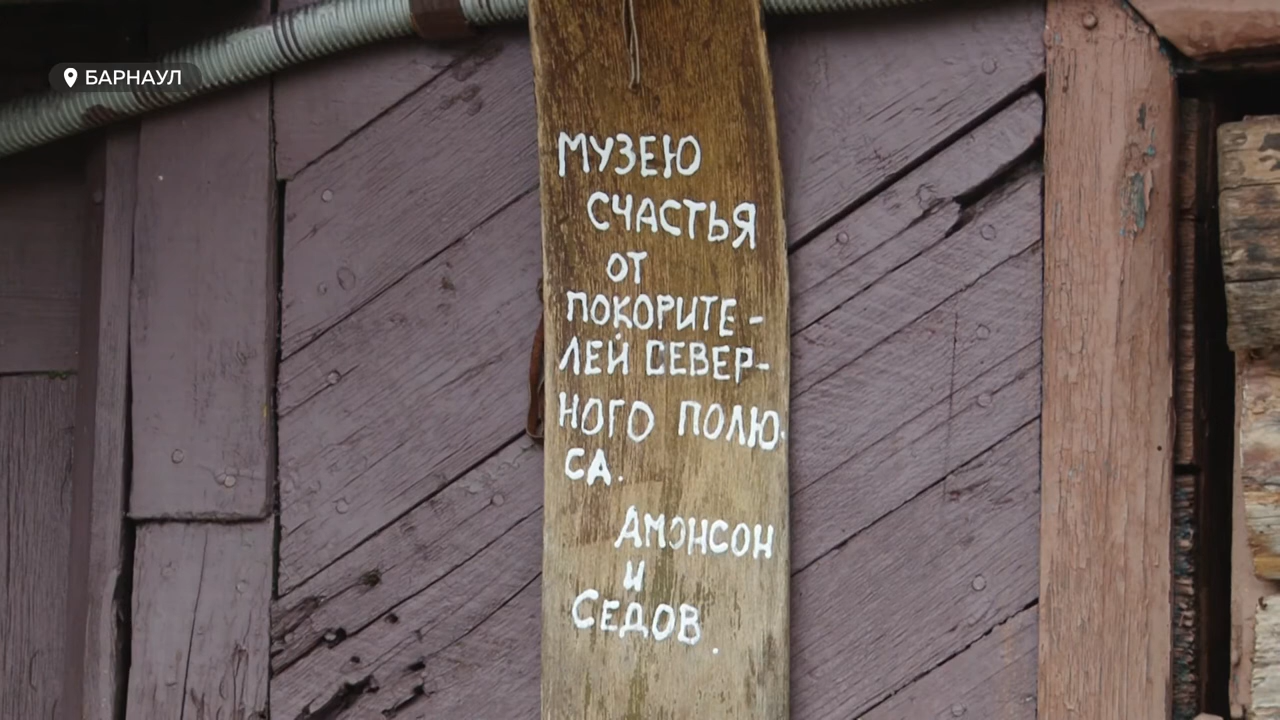 БАРНАУЛ
МУЗЕЮ
СЧАСТЬЯ
ОТ
ПОКОРИТЕ-
ЛЕЙ СЕВЕР-
НОГО ПОЛЮ-
СА.
АМОНСОН
И
СЕДОВ.